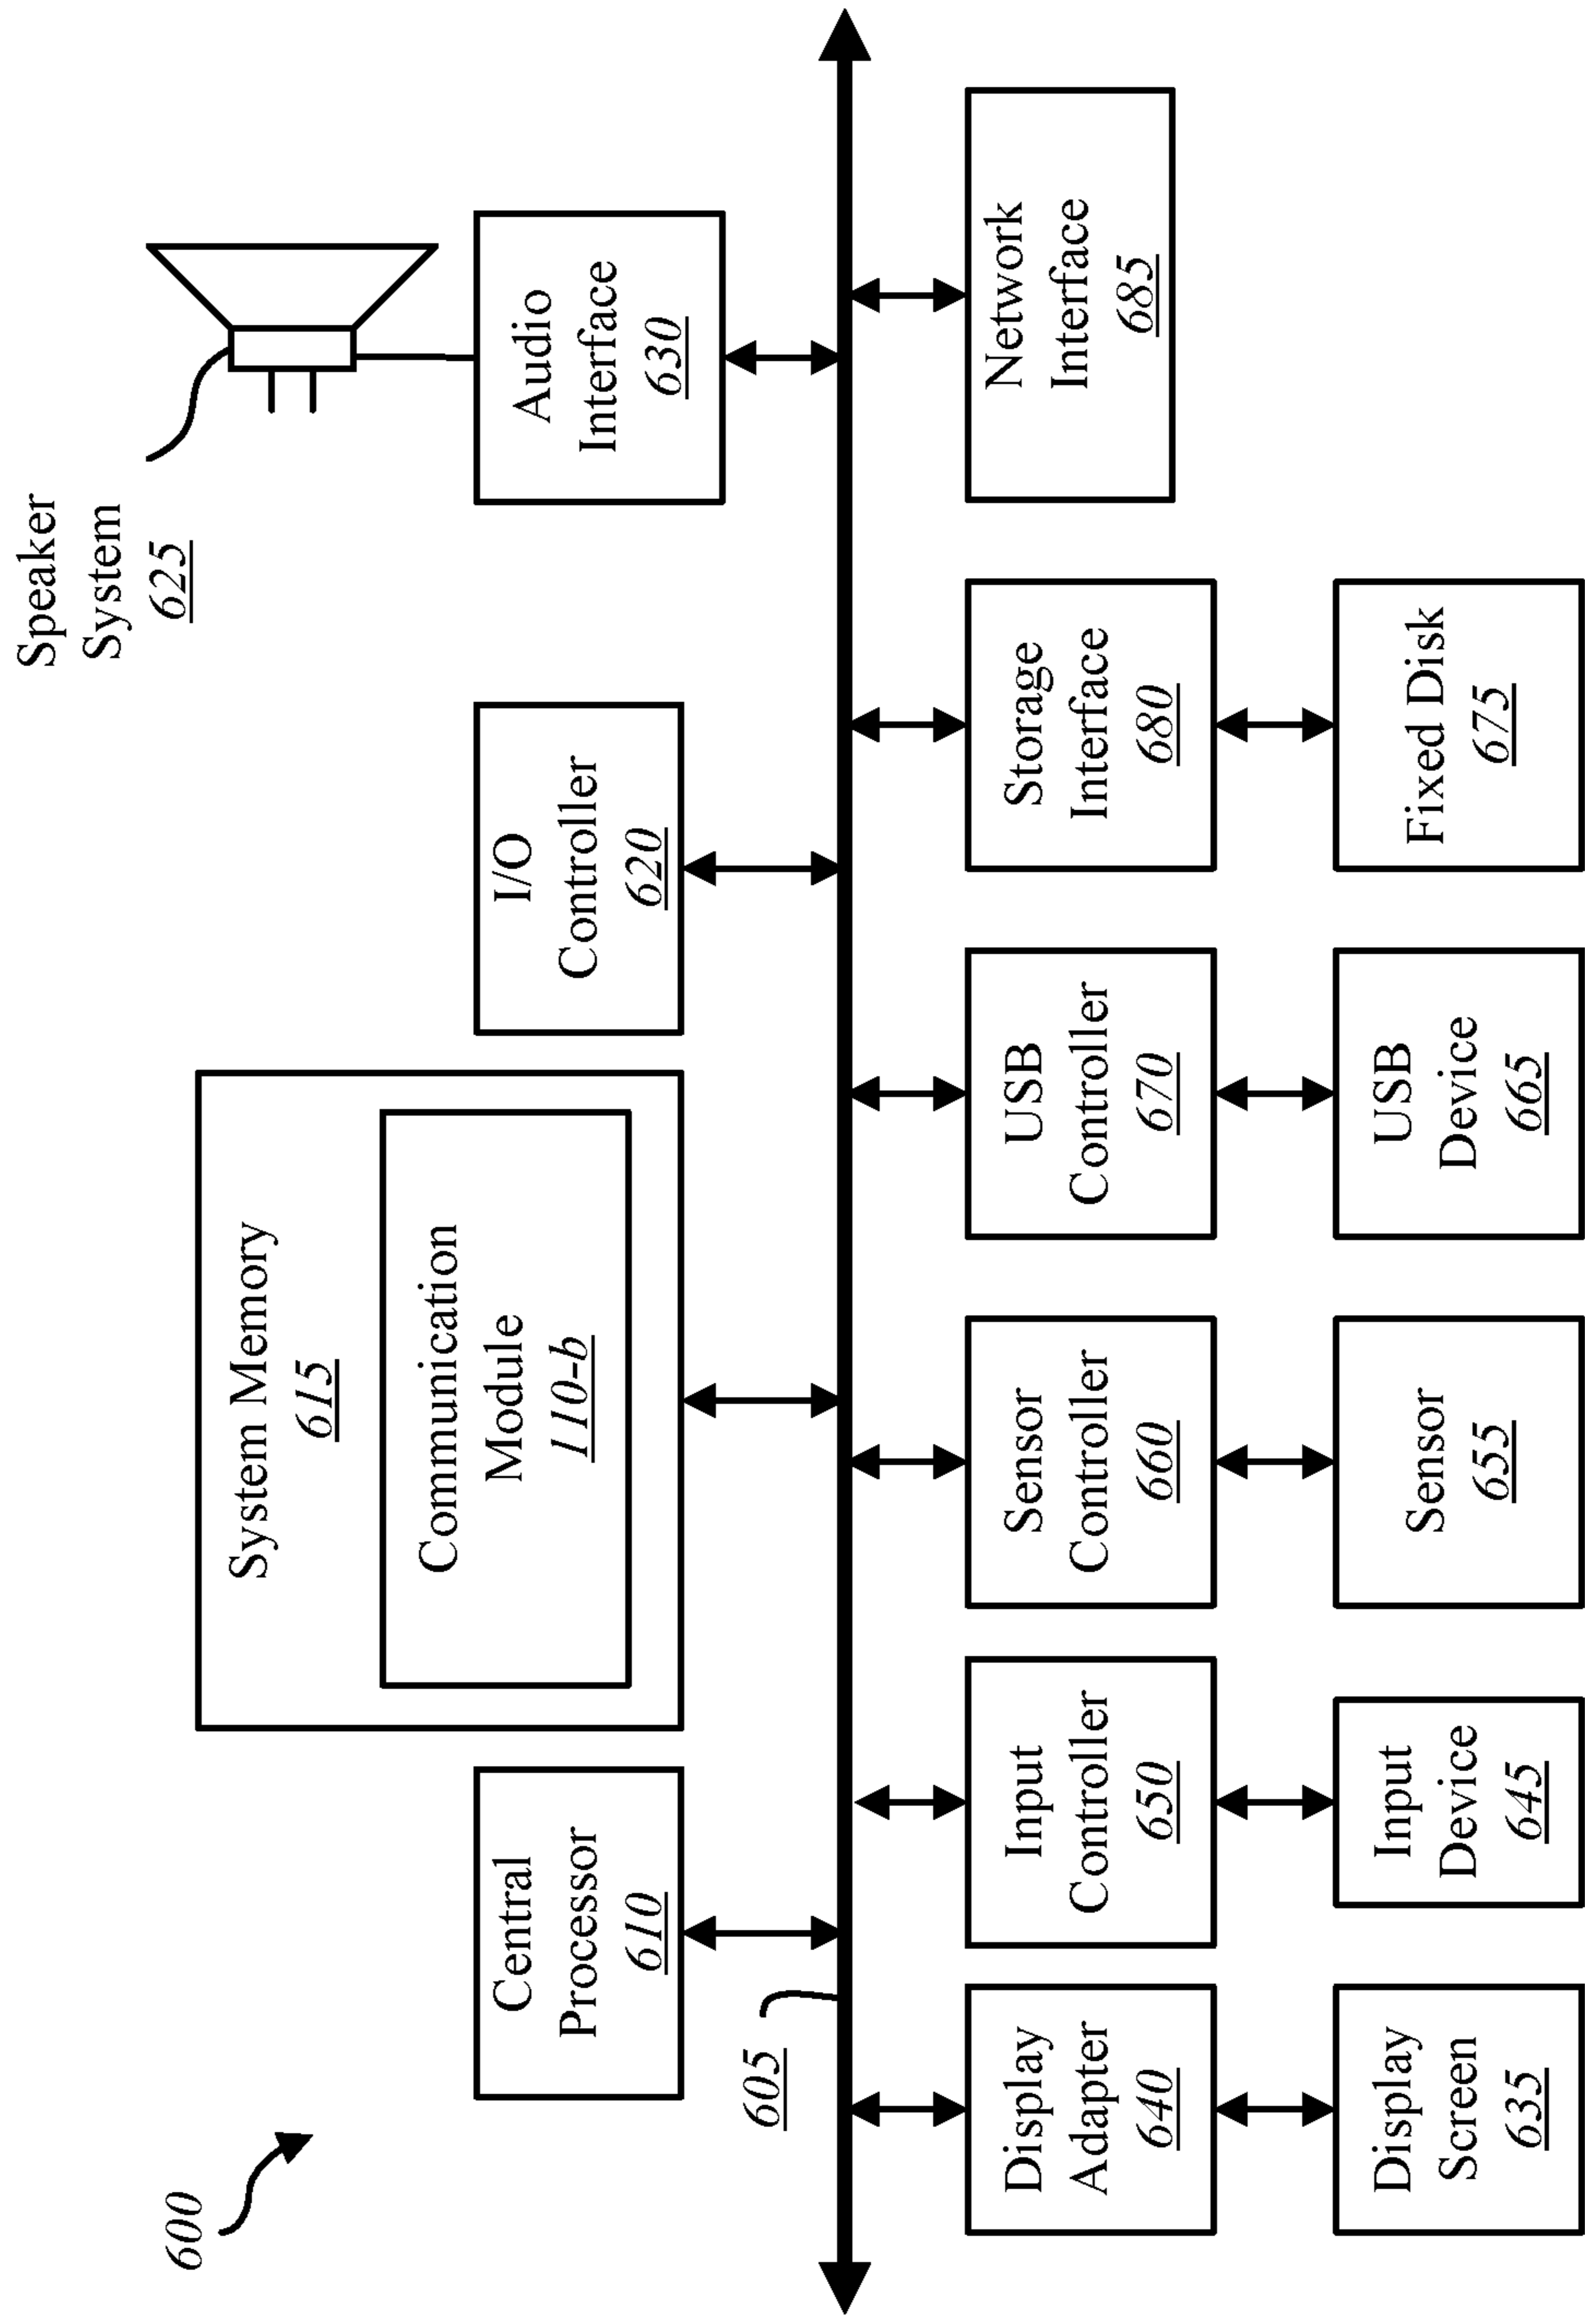 600
Speaker
System
625
System Memory
615
Communication
Module
110-b
Central
Processor
610
I/O
Controller
620
Audio
Interface
630
605
Display
Adapter
640
Input
Controller
650
Sensor
Controller
660
USB
Controller
670
Storage
Interface
680
Network
Interface
685
Display
Screen
635
Input
Device
645
Sensor
655
USB
Device
665
Fixed Disk
675